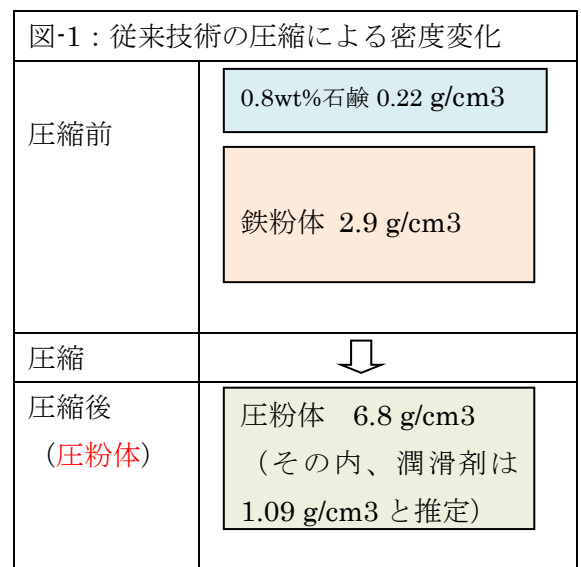 図-1：従来技術の圧縮による密度変化
圧縮前
0.8wt%石鹸 0.22 g/cm3
鉄粉体 2.9 g/cm3
圧縮
圧縮後
（圧粉体）
圧粉体 6.8 g/cm3
（その内、潤滑剤は
1.09 g/cm3 と推定）